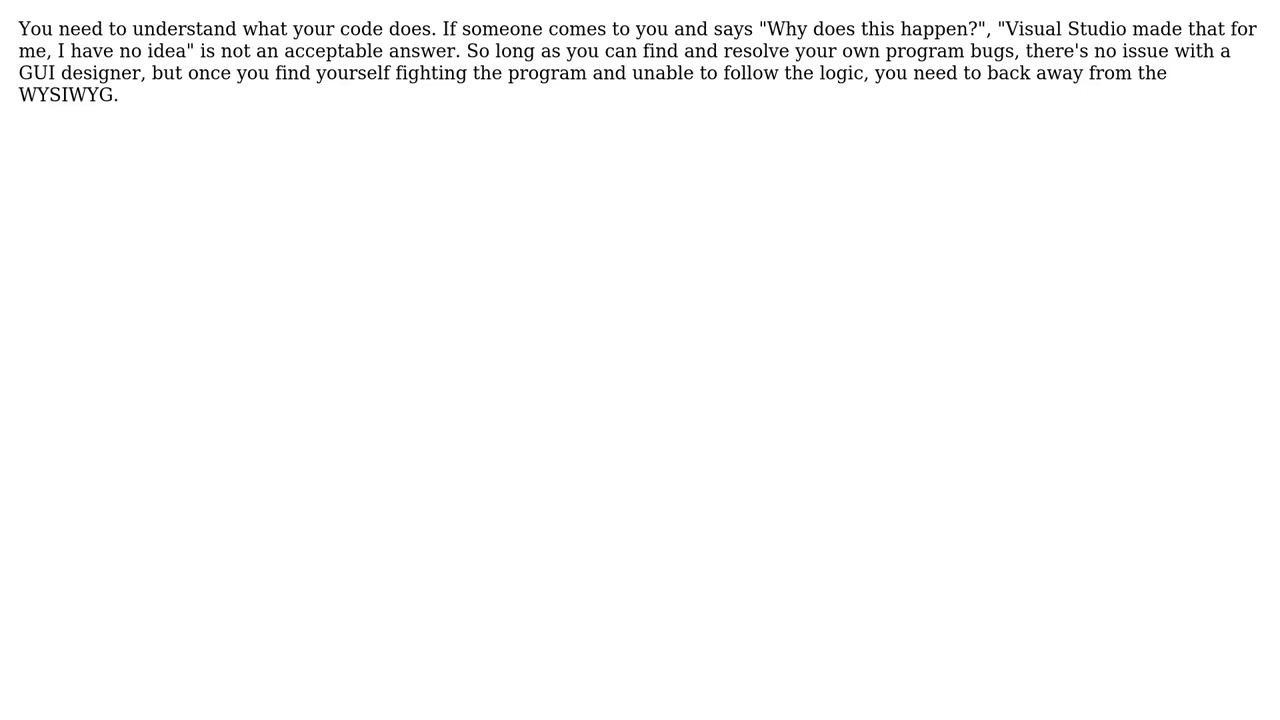 You need to understand what your code does. If someone comes to you and says "Why does this happen?", "Visual Studio made that for
me, I have no idea" is not an acceptable answer. So long as you can find and resolve your own program bugs, there's no issue with a
GUI designer, but once you find yourself fighting the program and unable to follow the logic, you need to back away from the
WYSIWYG.